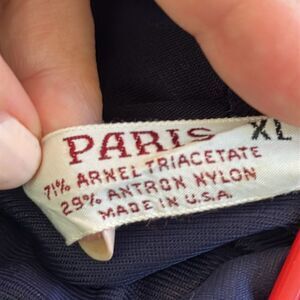 PARIS XL
71% ARNEL TRIACETATE
29% ANTRON NYLON
MADE IN U.S.A.